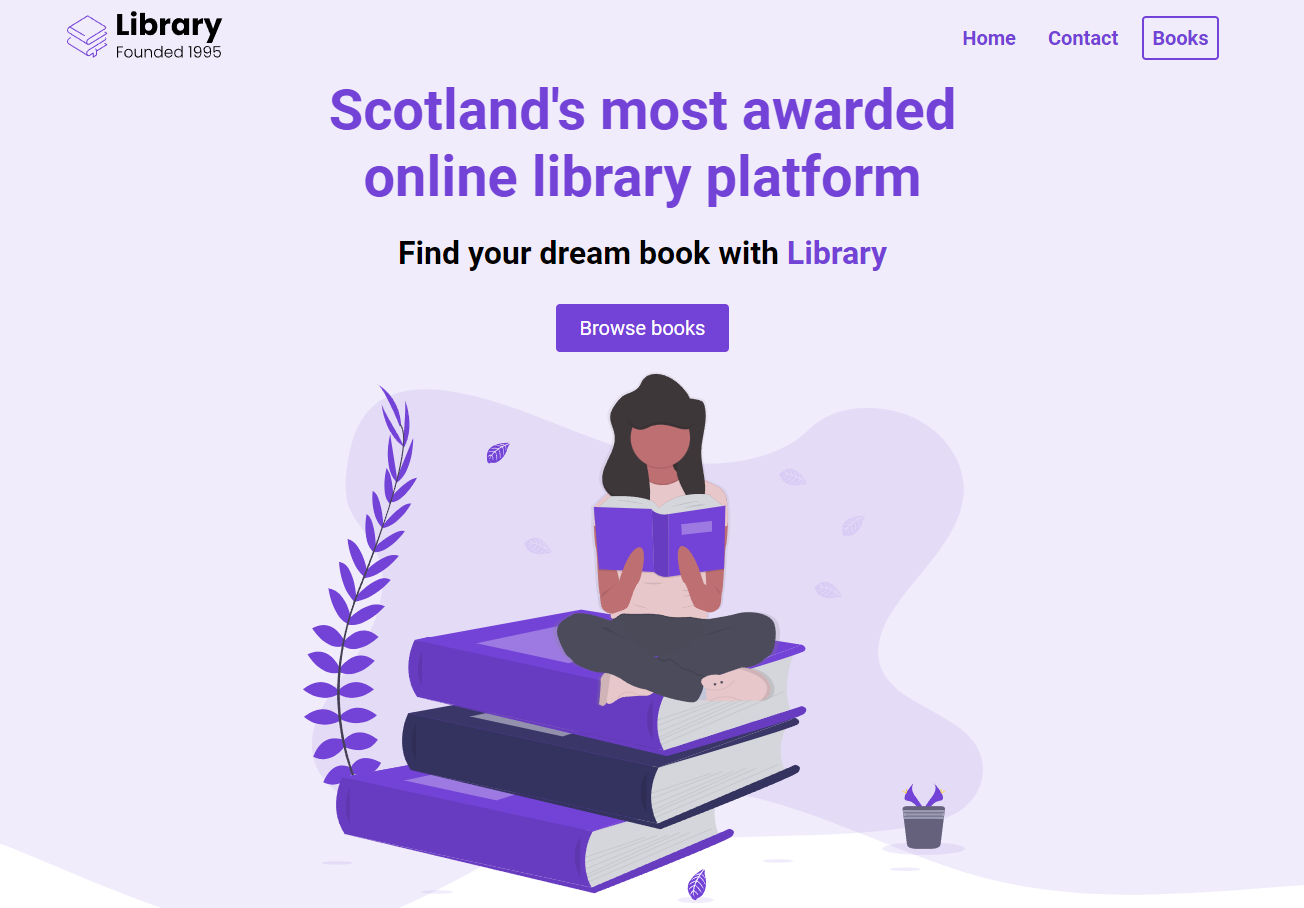 Library
Founded 1995
Home Contact Books
Scotland's most awarded
online library platform
Find your dream book with Library
Browse books